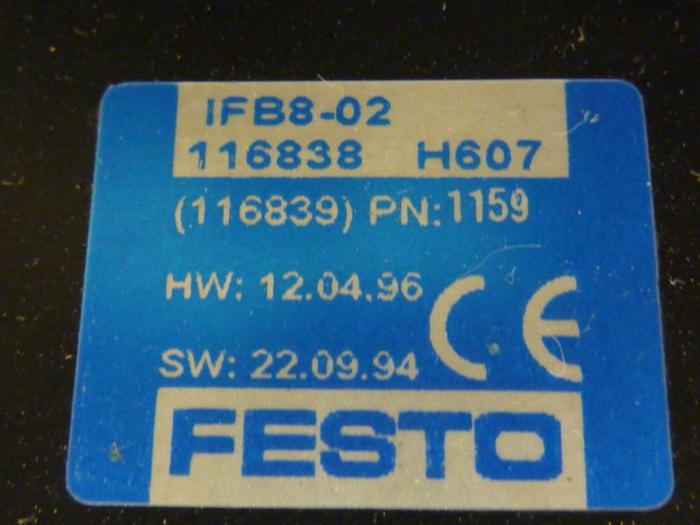 IFB8-02
116838 H607
(116839) PN:1159
HW: 12.04.96
CE
SW: 22.09.94
FESTO